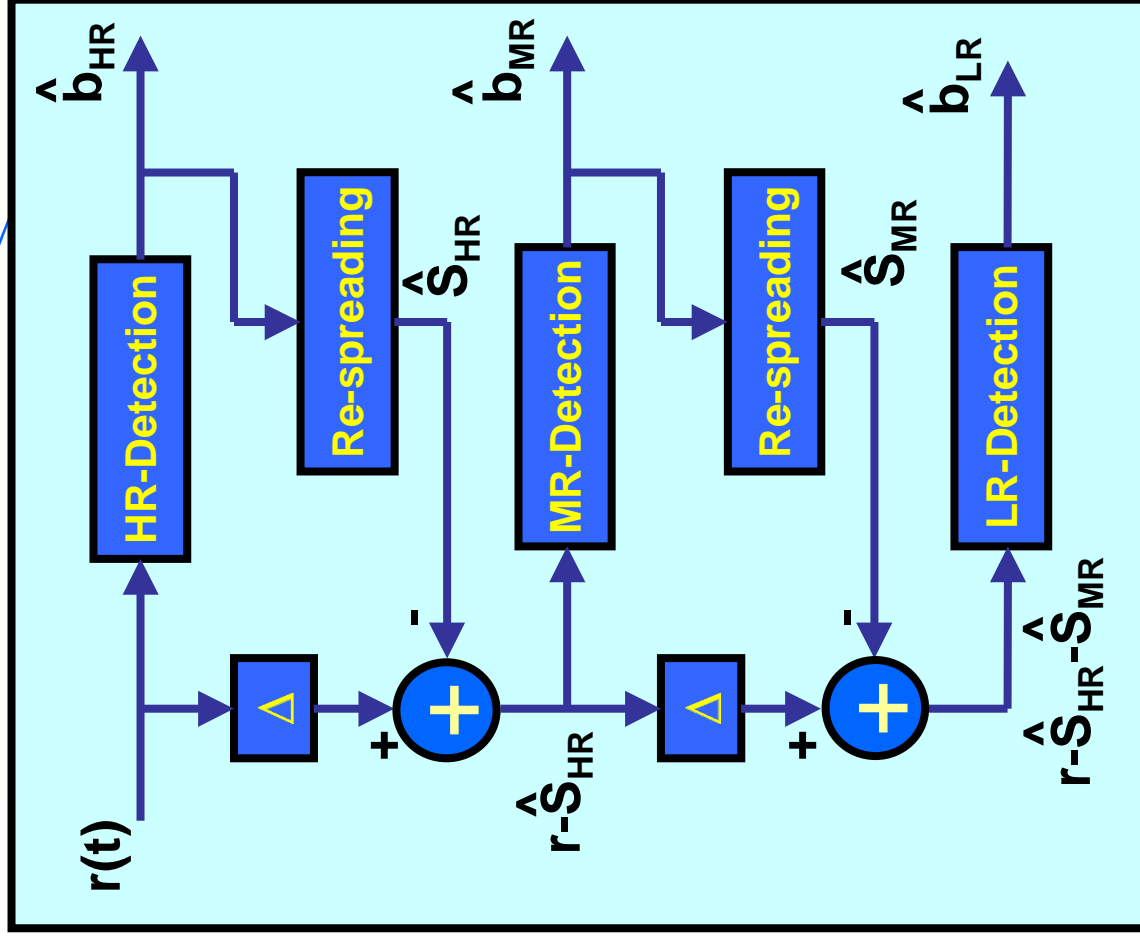 r(t)
HR-Detection
b̂HR
Δ
Re-spreading
ŜHR
+
-
+
r-ŜHR
MR-Detection
b̂MR
Δ
Re-spreading
ŜMR
+
-
+
r-ŜHR-ŜMR
LR-Detection
b̂LR